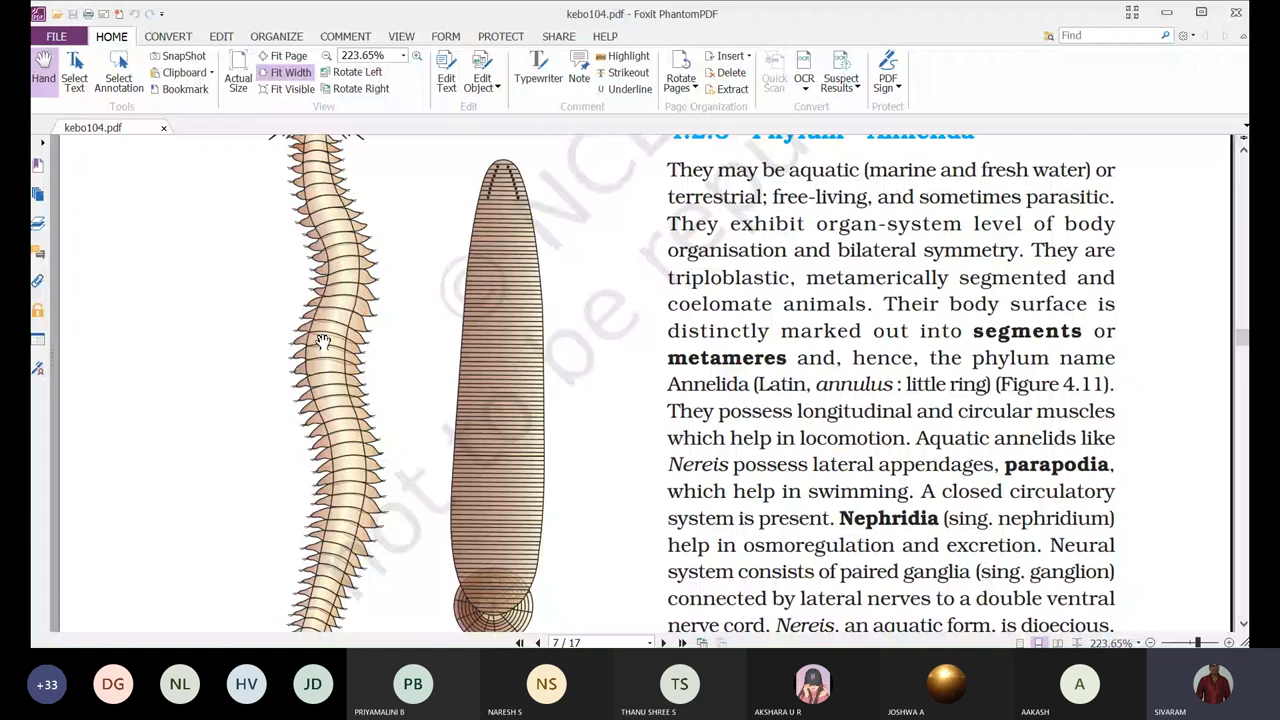 kebo104.pdf - Foxit PhantomPDF
FILE HOME CONVERT EDIT ORGANIZE COMMENT VIEW FORM PROTECT SHARE HELP
Find
Hand
Select Text
Select Annotation
SnapShot
Clipboard
Bookmark
Tools
Actual Size
Fit Page
Fit Width
Fit Visible
223.65%
Rotate Left
Rotate Right
View
Edit Text
Edit Object
Edit
Typewriter
Note
Highlight
Strikeout
Underline
Comment
Rotate Pages
Insert
Delete
Extract
Page Organization
Quick Scan
OCR
Suspect Results
Convert
PDF Sign
Protect
kebo104.pdf
They may be aquatic (marine and fresh water) or
terrestrial; free-living, and sometimes parasitic.
They exhibit organ-system level of body
organisation and bilateral symmetry. They are
triploblastic, metamerically segmented and
coelomate animals. Their body surface is
distinctly marked out into segments or
metameres and, hence, the phylum name
Annelida (Latin, annulus : little ring) (Figure 4.11).
They possess longitudinal and circular muscles
which help in locomotion. Aquatic annelids like
Nereis possess lateral appendages, parapodia,
which help in swimming. A closed circulatory
system is present. Nephridia (sing. nephridium)
help in osmoregulation and excretion. Neural
system consists of paired ganglia (sing. ganglion)
connected by lateral nerves to a double ventral
nerve cord. Nereis, an aquatic form, is dioecious,
not to be repu
© NCE
7 / 17
223.65%
+33
DG
NL
HV
JD
PB
PRIYAMALINI B
NS
NARESH S
TS
THANU SHREE S
AKSHARA U R
JOSHWA A
A
AAKASH
SIVARAM